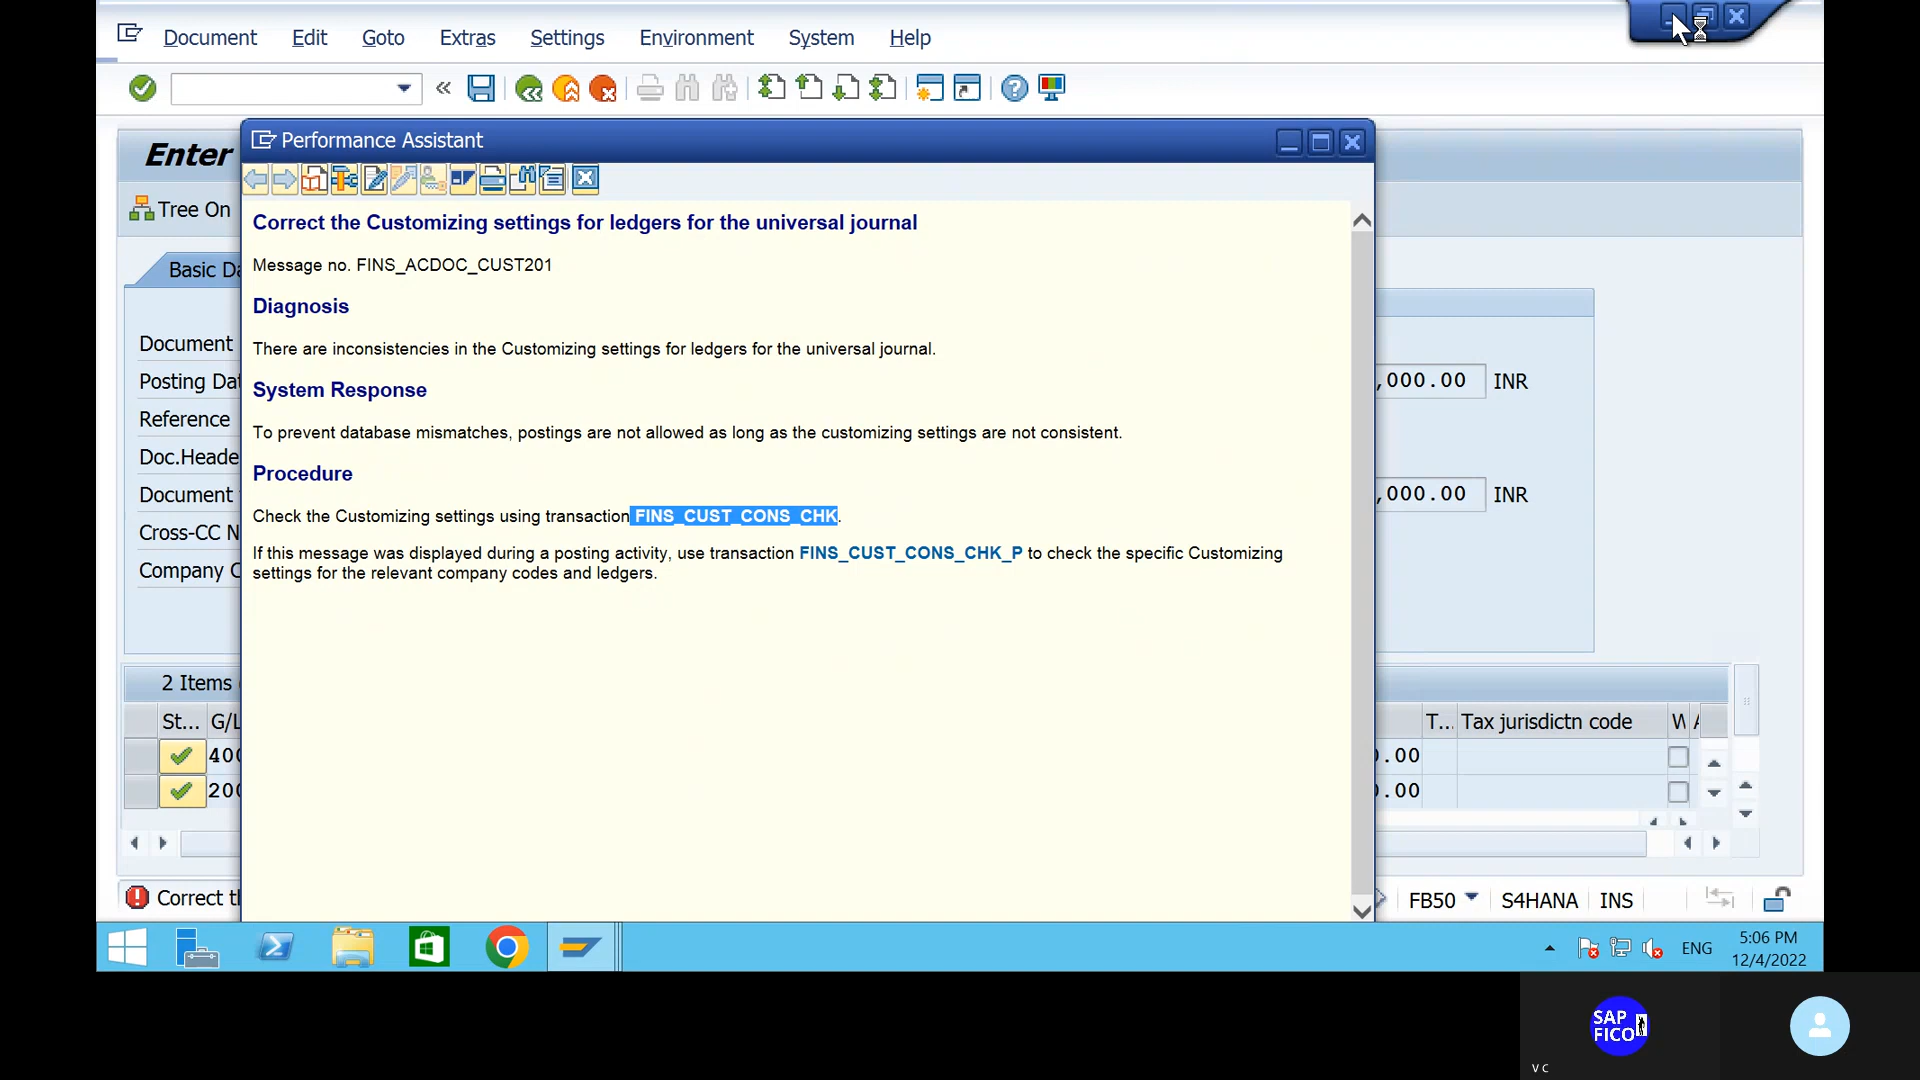 Document Edit Goto Extras Settings Environment System Help
Enter
Performance Assistant
Tree On
Correct the Customizing settings for ledgers for the universal journal
Basic Da
Message no. FINS_ACDOC_CUST201
Diagnosis
Document
There are inconsistencies in the Customizing settings for ledgers for the universal journal.
Posting Dat
,000.00 INR
System Response
Reference
To prevent database mismatches, postings are not allowed as long as the customizing settings are not consistent.
Doc.Heade
Procedure
Document
,000.00 INR
Check the Customizing settings using transaction FINS_CUST_CONS_CHK.
Cross-CC N
If this message was displayed during a posting activity, use transaction FINS_CUST_CONS_CHK_P to check the specific Customizing
settings for the relevant company codes and ledgers.
Company C
2 Items
St... G/L T... Tax jurisdictn code W
400 0.00
200 0.00
Correct th
FB50 S4HANA INS
ENG
5:06 PM
12/4/2022
SAP
FICO
V C